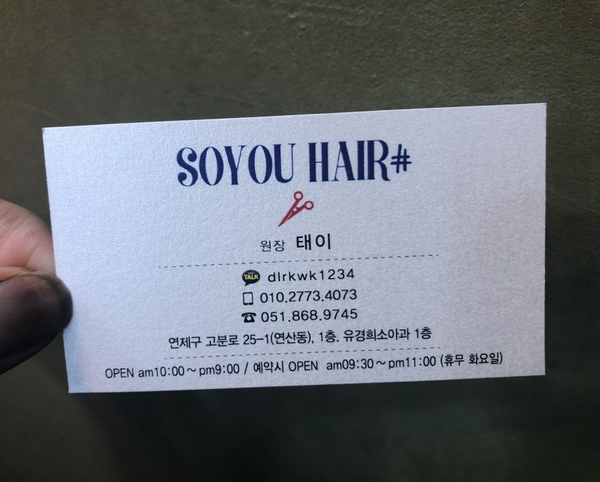 SOYOU HAIR#
원장 태이
TALK dlrkwk1234
010.2773.4073
051.868.9745
연제구 고분로 25-1(연산동), 1층, 유경희소아과 1층
OPEN am10:00~pm9:00 / 예약시 OPEN am09:30~pm11:00 (휴무 화요일)